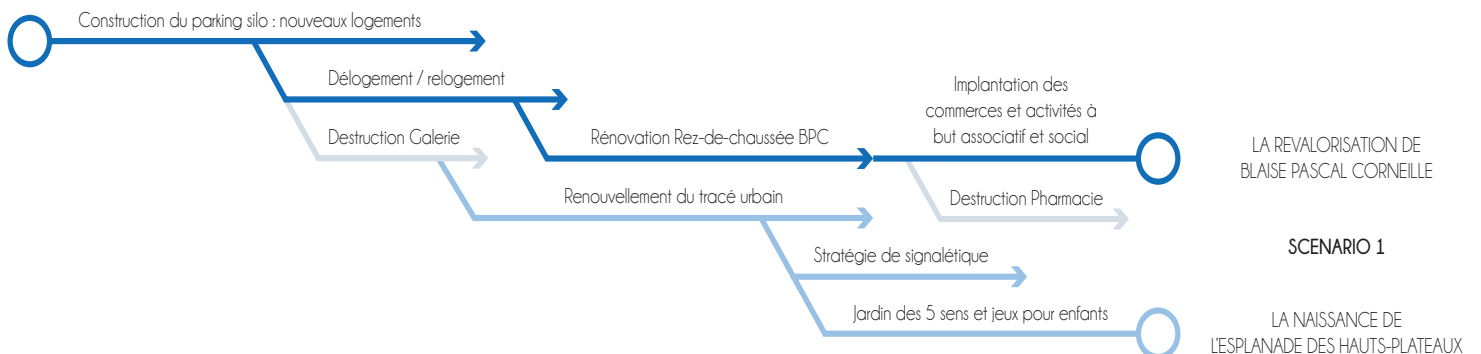 Construction du parking silo : nouveaux logements
Délogement / relogement
Implantation des
commerces et activités à
but associatif et social
Destruction Galerie
Rénovation Rez-de-chaussée BPC
LA REVALORISATION DE
BLAISE PASCAL CORNEILLE
Renouvellement du tracé urbain
Destruction Pharmacie
SCENARIO 1
Stratégie de signalétique
Jardin des 5 sens et jeux pour enfants
LA NAISSANCE DE
L'ESPLANADE DES HAUTS-PLATEAUX